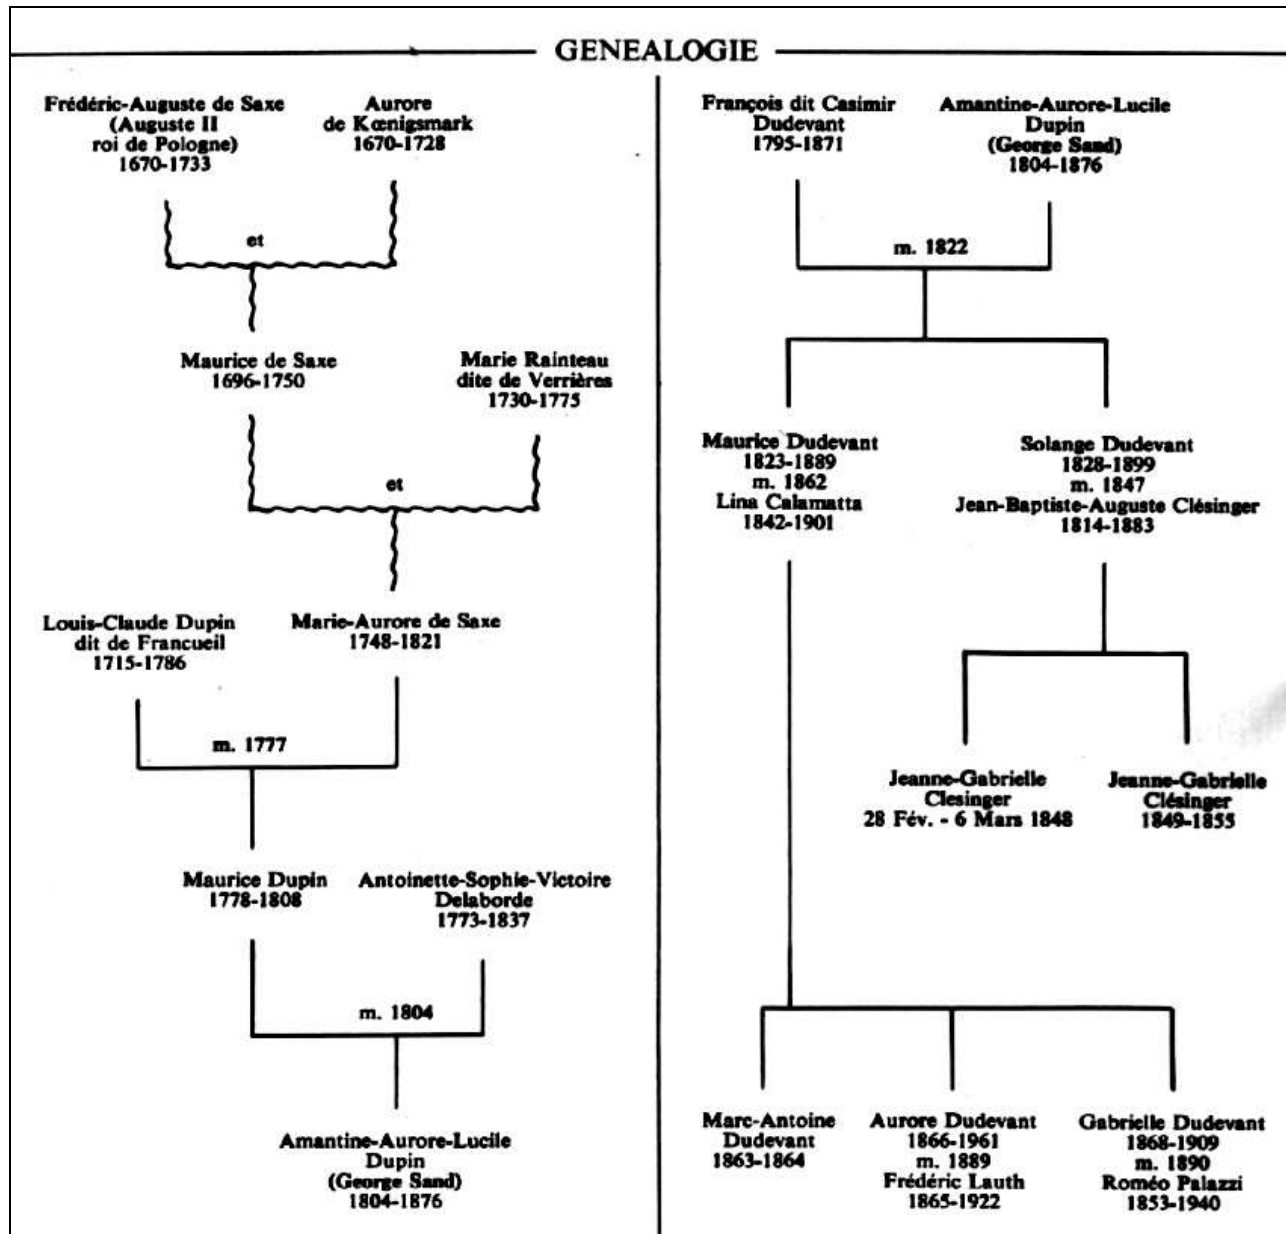 GENEALOGIE
Frédéric-Auguste de Saxe
(Auguste II
roi de Pologne)
1670-1733
Aurore
de Kœnigsmark
1670-1728
et
Maurice de Saxe
1696-1750
Marie Rainteau
dite de Verrières
1730-1775
et
Louis-Claude Dupin
dit de Francueil
1715-1786
Marie-Aurore de Saxe
1748-1821
m. 1777
Maurice Dupin
1778-1808
Antoinette-Sophie-Victoire
Delaborde
1773-1837
m. 1804
Amantine-Aurore-Lucile
Dupin
(George Sand)
1804-1876
François dit Casimir
Dudevant
1795-1871
Amantine-Aurore-Lucile
Dupin
(George Sand)
1804-1876
m. 1822
Maurice Dudevant
1823-1889
m. 1862
Lina Calamatta
1842-1901
Solange Dudevant
1828-1899
m. 1847
Jean-Baptiste-Auguste Clésinger
1814-1883
Jeanne-Gabrielle
Clesinger
28 Fév. - 6 Mars 1848
Jeanne-Gabrielle
Clésinger
1849-1855
Marc-Antoine
Dudevant
1863-1864
Aurore Dudevant
1866-1961
m. 1889
Frédéric Lauth
1865-1922
Gabrielle Dudevant
1868-1909
m. 1890
Roméo Palazzi
1853-1940